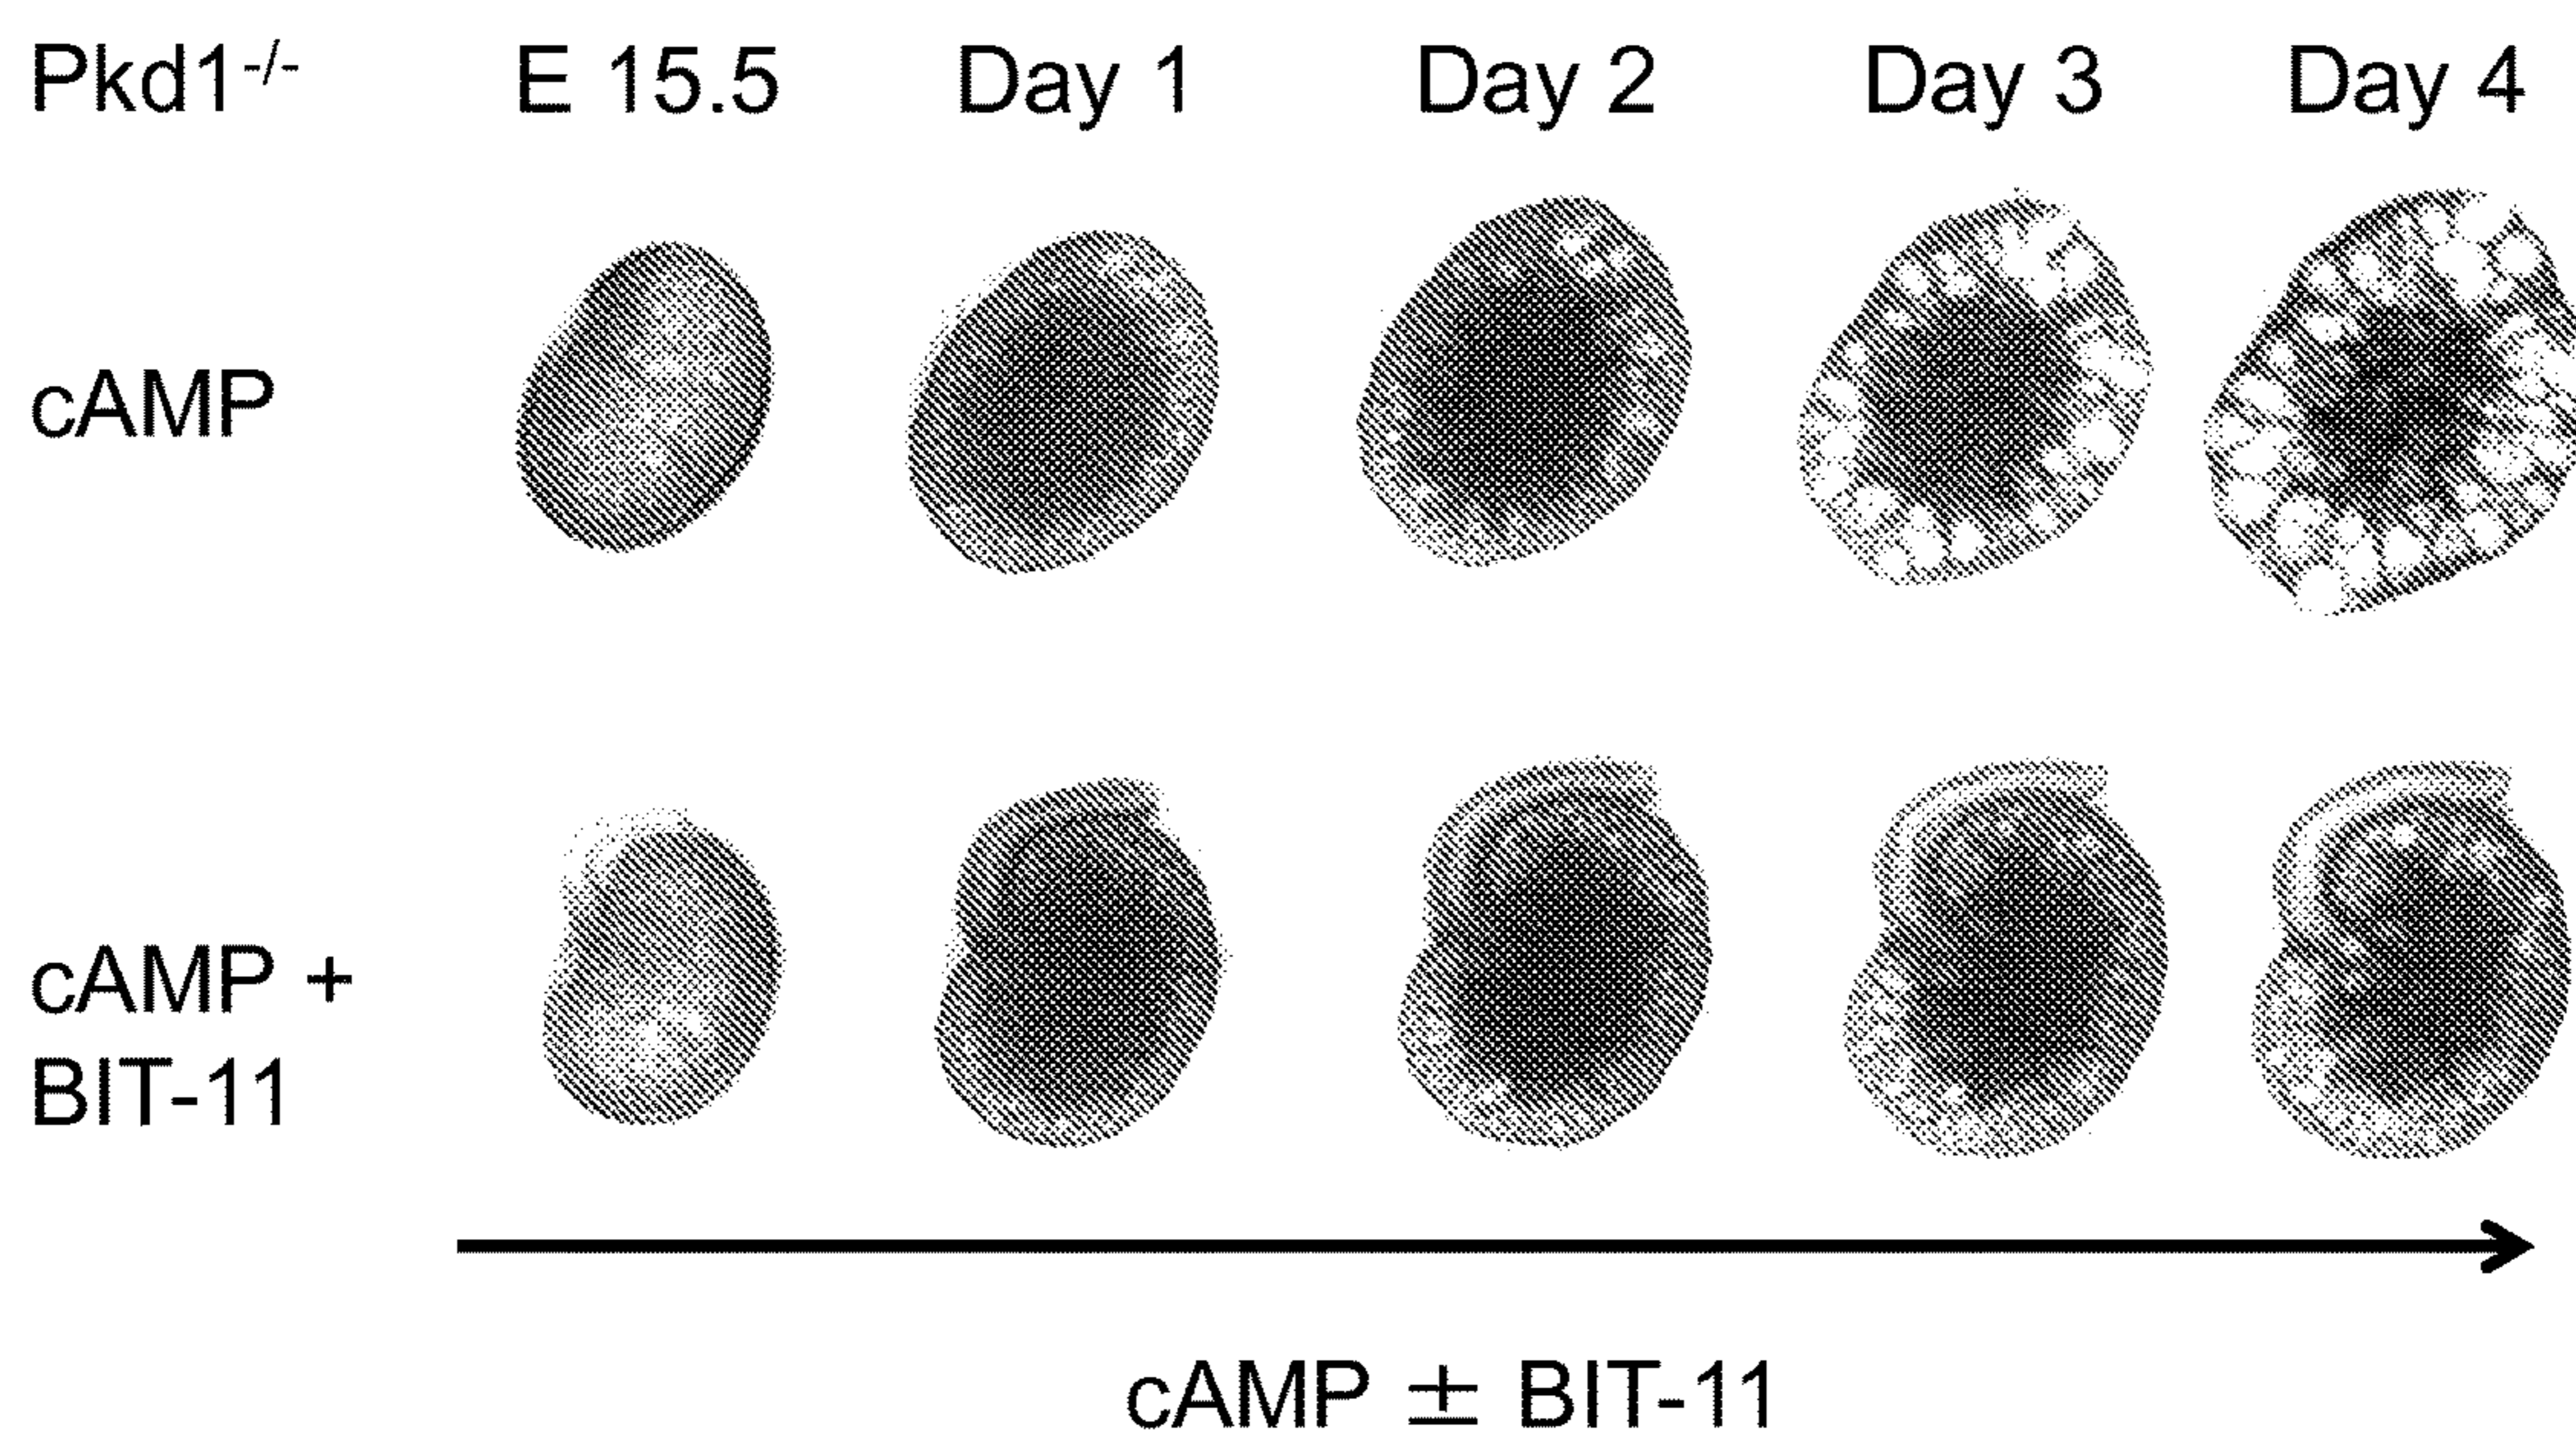 Pkd1-/- E 15.5 Day 1 Day 2 Day 3 Day 4
cAMP
cAMP +
BIT-11
cAMP ± BIT-11